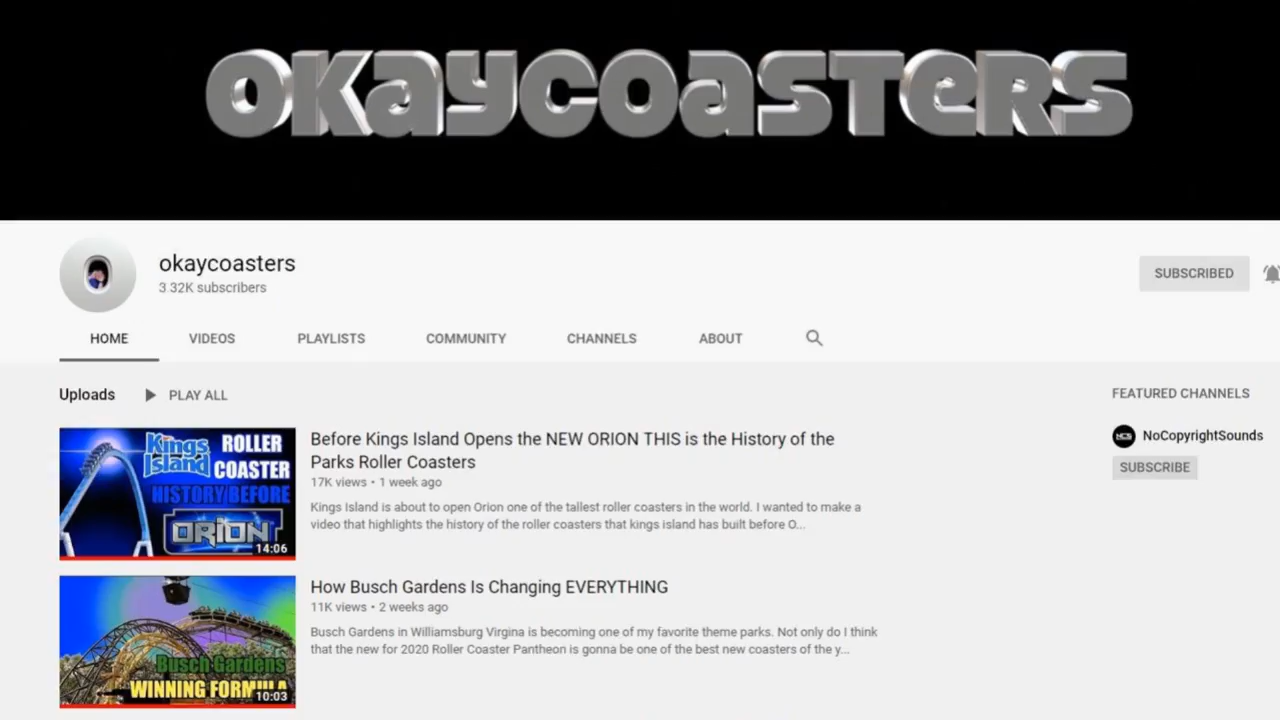 okaycoasters
okaycoasters
3.32K subscribers
SUBSCRIBED
HOME VIDEOS PLAYLISTS COMMUNITY CHANNELS ABOUT
Uploads PLAY ALL
FEATURED CHANNELS
NCS NoCopyrightSounds
SUBSCRIBE
Kings Island ROLLER
COASTER
HISTORY BEFORE
ORION
14:06
Before Kings Island Opens the NEW ORION THIS is the History of the
Parks Roller Coasters
17K views • 1 week ago
Kings Island is about to open Orion one of the tallest roller coasters in the world. I wanted to make a
video that highlights the history of the roller coasters that kings island has built before O...
Busch Gardens
WINNING FORMULA
10:03
How Busch Gardens Is Changing EVERYTHING
11K views • 2 weeks ago
Busch Gardens in Williamsburg Virgina is becoming one of my favorite theme parks. Not only do I think
that the new for 2020 Roller Coaster Pantheon is gonna be one of the best new coasters of the y...